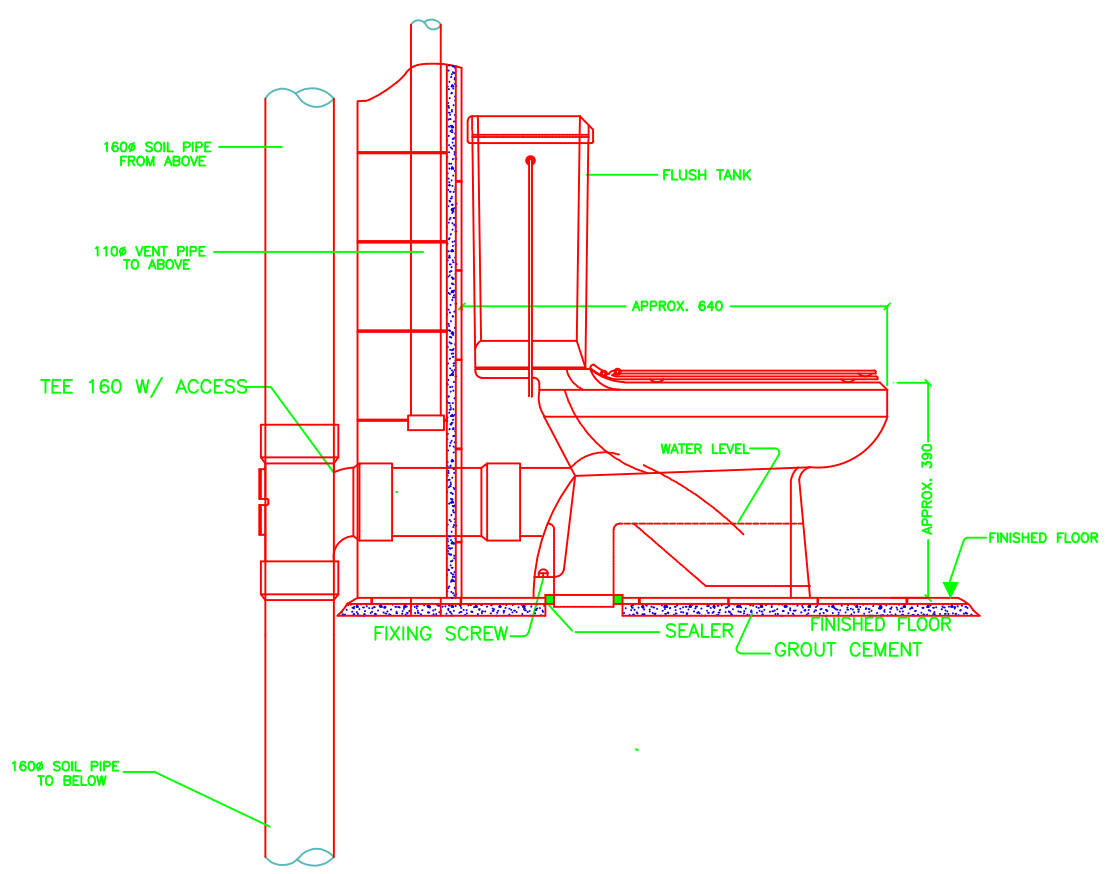 160ø SOIL PIPE
FROM ABOVE
FLUSH TANK
110ø VENT PIPE
TO ABOVE
APPROX. 640
TEE 160 W/ ACCESS
WATER LEVEL
APPROX. 390
FINISHED FLOOR
FIXING SCREW
SEALER
FINISHED FLOOR
GROUT CEMENT
160ø SOIL PIPE
TO BELOW